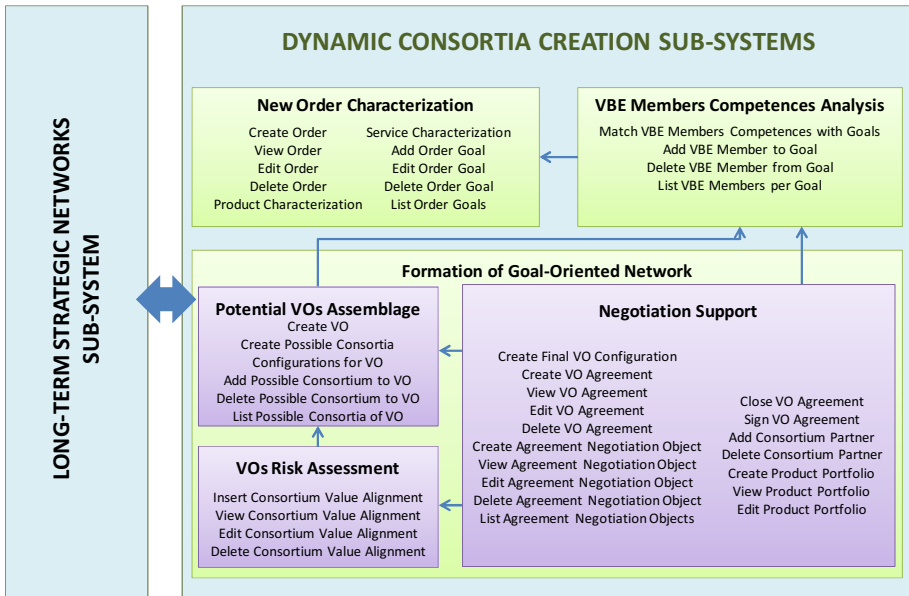 LONG-TERM STRATEGIC NETWORKS
SUB-SYSTEM
DYNAMIC CONSORTIA CREATION SUB-SYSTEMS
New Order Characterization
Create Order
View Order
Edit Order
Delete Order
Product Characterization
Service Characterization
Add Order Goal
Edit Order Goal
Delete Order Goal
List Order Goals
VBE Members Competences Analysis
Match VBE Members Competences with Goals
Add VBE Member to Goal
Delete VBE Member from Goal
List VBE Members per Goal
Formation of Goal-Oriented Network
Potential VOs Assemblage
Create VO
Create Possible Consortia
Configurations for VO
Add Possible Consortium to VO
Delete Possible Consortium to VO
List Possible Consortia of VO
VOs Risk Assessment
Insert Consortium Value Alignment
View Consortium Value Alignment
Edit Consortium Value Alignment
Delete Consortium Value Alignment
Negotiation Support
Create Final VO Configuration
Create VO Agreement
View VO Agreement
Edit VO Agreement
Delete VO Agreement
Create Agreement Negotiation Object
View Agreement Negotiation Object
Edit Agreement Negotiation Object
Delete Agreement Negotiation Object
List Agreement Negotiation Objects
Close VO Agreement
Sign VO Agreement
Add Consortium Partner
Delete Consortium Partner
Create Product Portfolio
View Product Portfolio
Edit Product Portfolio